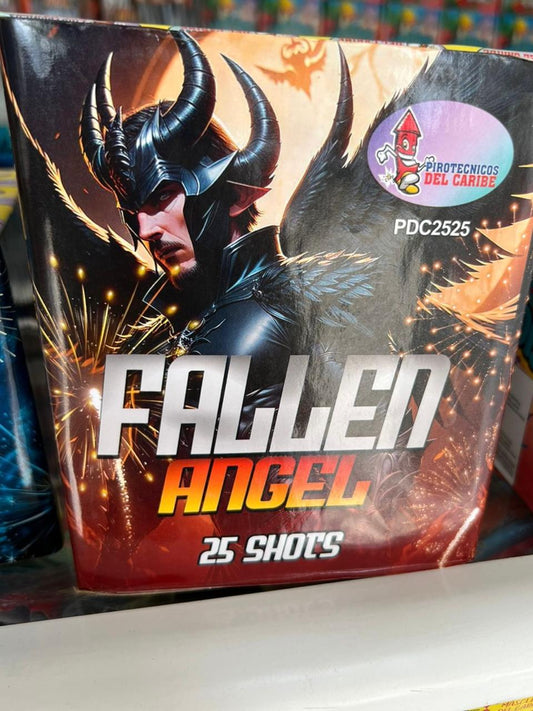 PIROTECNICOS
DEL CARIBE
PDC2525
FALLEN
ANGEL
25 SHOTS